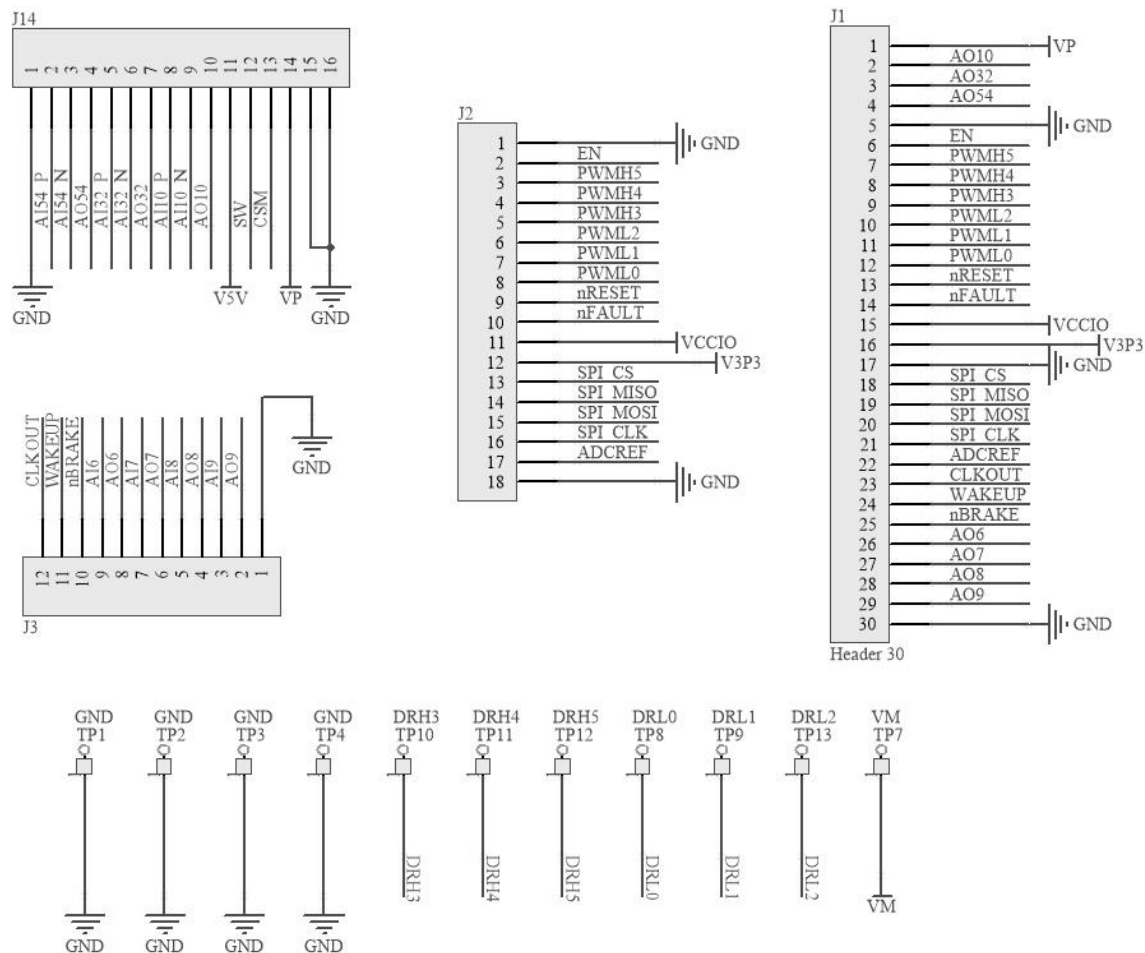 J14
1 2 3 4 5 6 7 8 9 10 11 12 13 14 15 16
AI54_P
AI54_N
AO54
AI32_P
AI32_N
AO32
AI10_P
AI10_N
AO10
SW
CSM
GND
V5V
VP
GND
CLKOUT
WAKEUP
nBRAKE
AI6
AO6
AI7
AO7
AI8
AO8
AI9
AO9
GND
12 11 10 9 8 7 6 5 4 3 2 1
J3
J2
1 GND
2 EN
3 PWMH5
4 PWMH4
5 PWMH3
6 PWML2
7 PWML1
8 PWML0
9 nRESET
10 nFAULT
11 VCCIO
12 V3P3
13 SPI_CS
14 SPI_MISO
15 SPI_MOSI
16 SPI_CLK
17 ADCREF
18 GND
J1
1 VP
2 AO10
3 AO32
4 AO54
5 GND
6 EN
7 PWMH5
8 PWMH4
9 PWMH3
10 PWML2
11 PWML1
12 PWML0
13 nRESET
14 nFAULT
15 VCCIO
16 V3P3
17 GND
18 SPI_CS
19 SPI_MISO
20 SPI_MOSI
21 SPI_CLK
22 ADCREF
23 CLKOUT
24 WAKEUP
25 nBRAKE
26 AO6
27 AO7
28 AO8
29 AO9
30 GND
Header 30
GND GND GND GND DRH3 DRH4 DRH5 DRL0 DRL1 DRL2 VM
TP1 TP2 TP3 TP4 TP10 TP11 TP12 TP8 TP9 TP13 TP7
DRH3 DRH4 DRH5 DRL0 DRL1 DRL2 VM
GND GND GND GND